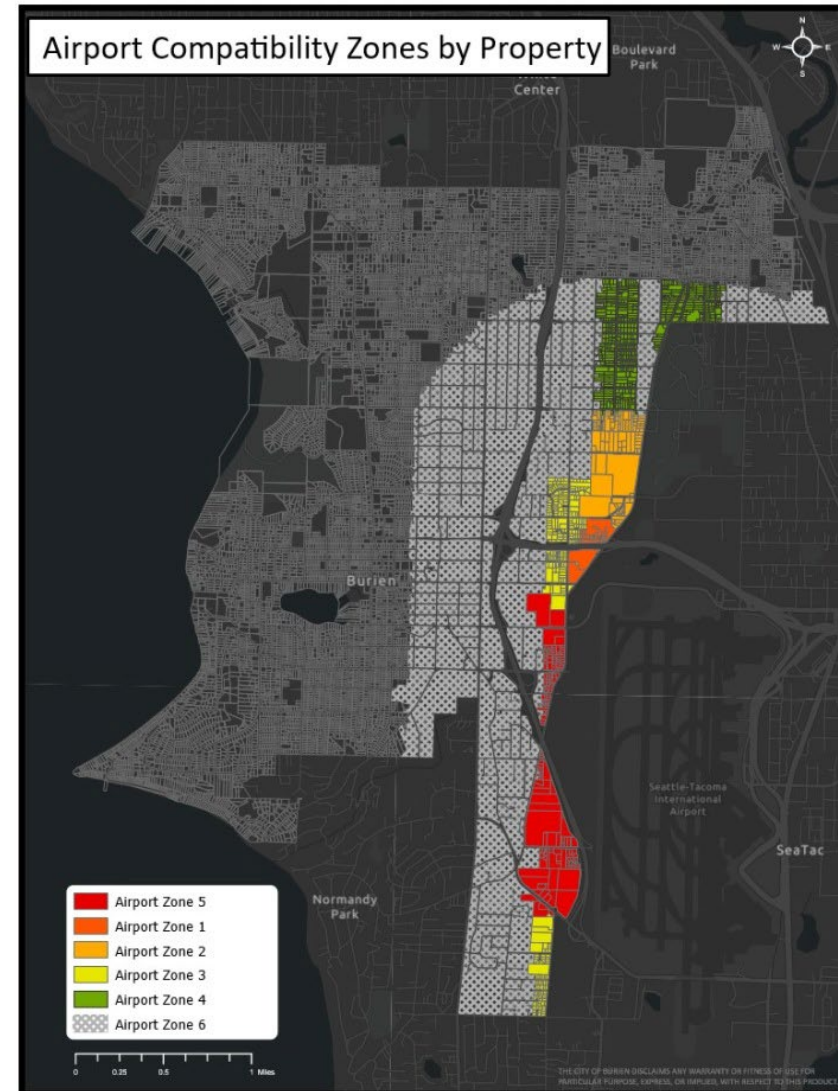 Airport Compatibility Zones by Property
Boulevard
Park
N
W
E
S
White
Center
Burien
Seattle-Tacoma
International
Airport
SeaTac
Normandy
Park
Airport Zone 5
Airport Zone 1
Airport Zone 2
Airport Zone 3
Airport Zone 4
Airport Zone 6
0 0.25 0.5 1 Miles
THE CITY OF BURIEN DISCLAIMS ANY WARRANTY OR FITNESS OF USE FOR
PARTICULAR PURPOSE, EXPRESS, OR IMPLIED, WITH RESPECT TO THIS PRODUCT